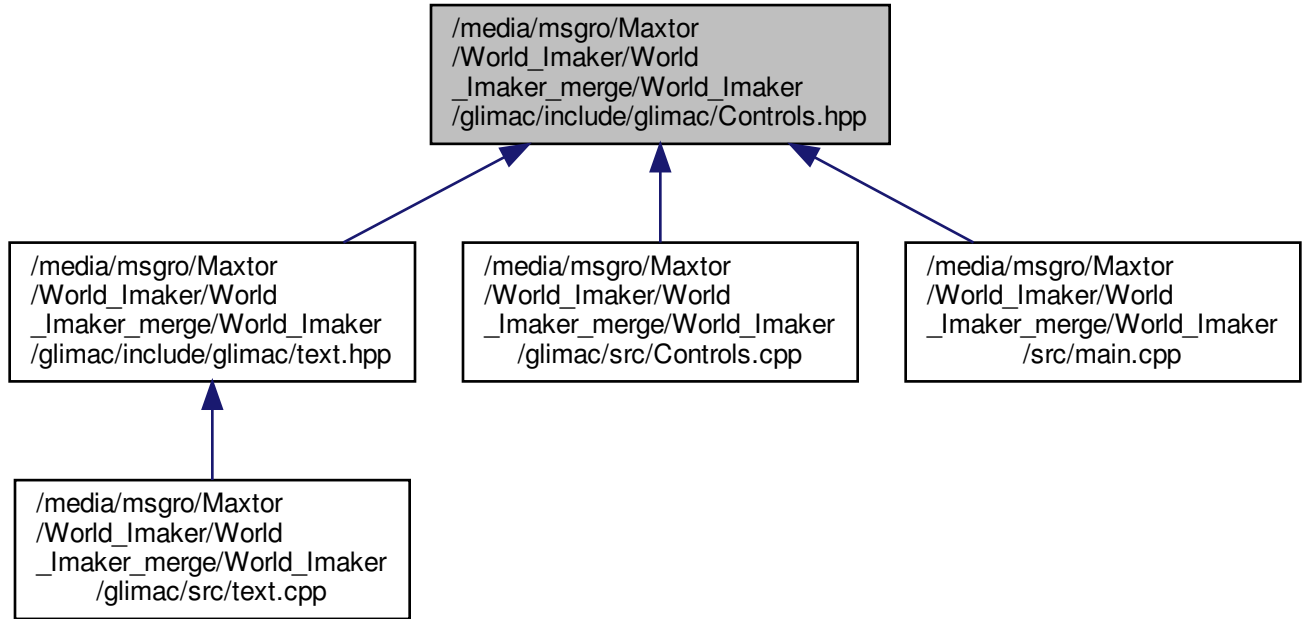 /media/msgro/Maxtor
/World_Imaker/World
_Imaker_merge/World_Imaker
/glimac/include/glimac/Controls.hpp
/media/msgro/Maxtor
/World_Imaker/World
_Imaker_merge/World_Imaker
/glimac/include/glimac/text.hpp
/media/msgro/Maxtor
/World_Imaker/World
_Imaker_merge/World_Imaker
/glimac/src/Controls.cpp
/media/msgro/Maxtor
/World_Imaker/World
_Imaker_merge/World_Imaker
/src/main.cpp
/media/msgro/Maxtor
/World_Imaker/World
_Imaker_merge/World_Imaker
/glimac/src/text.cpp